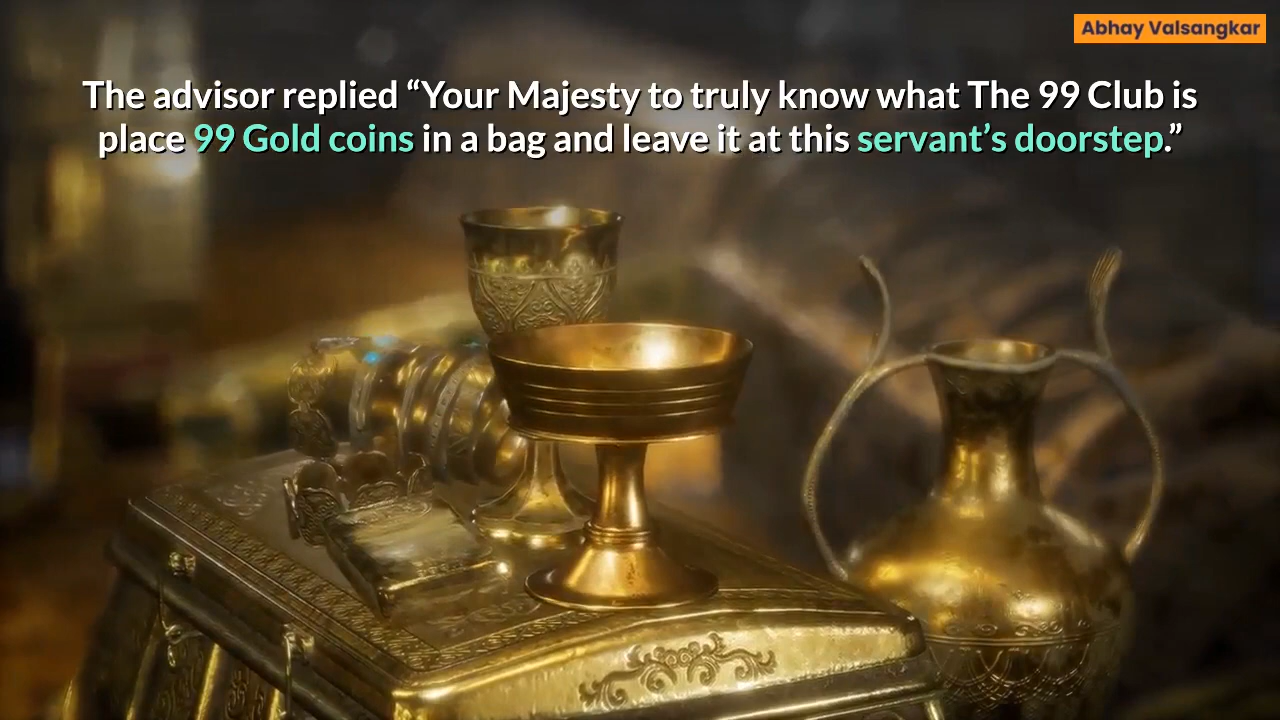 Abhay Valsangkar
The advisor replied “Your Majesty to truly know what The 99 Club is
place 99 Gold coins in a bag and leave it at this servant’s doorstep.”